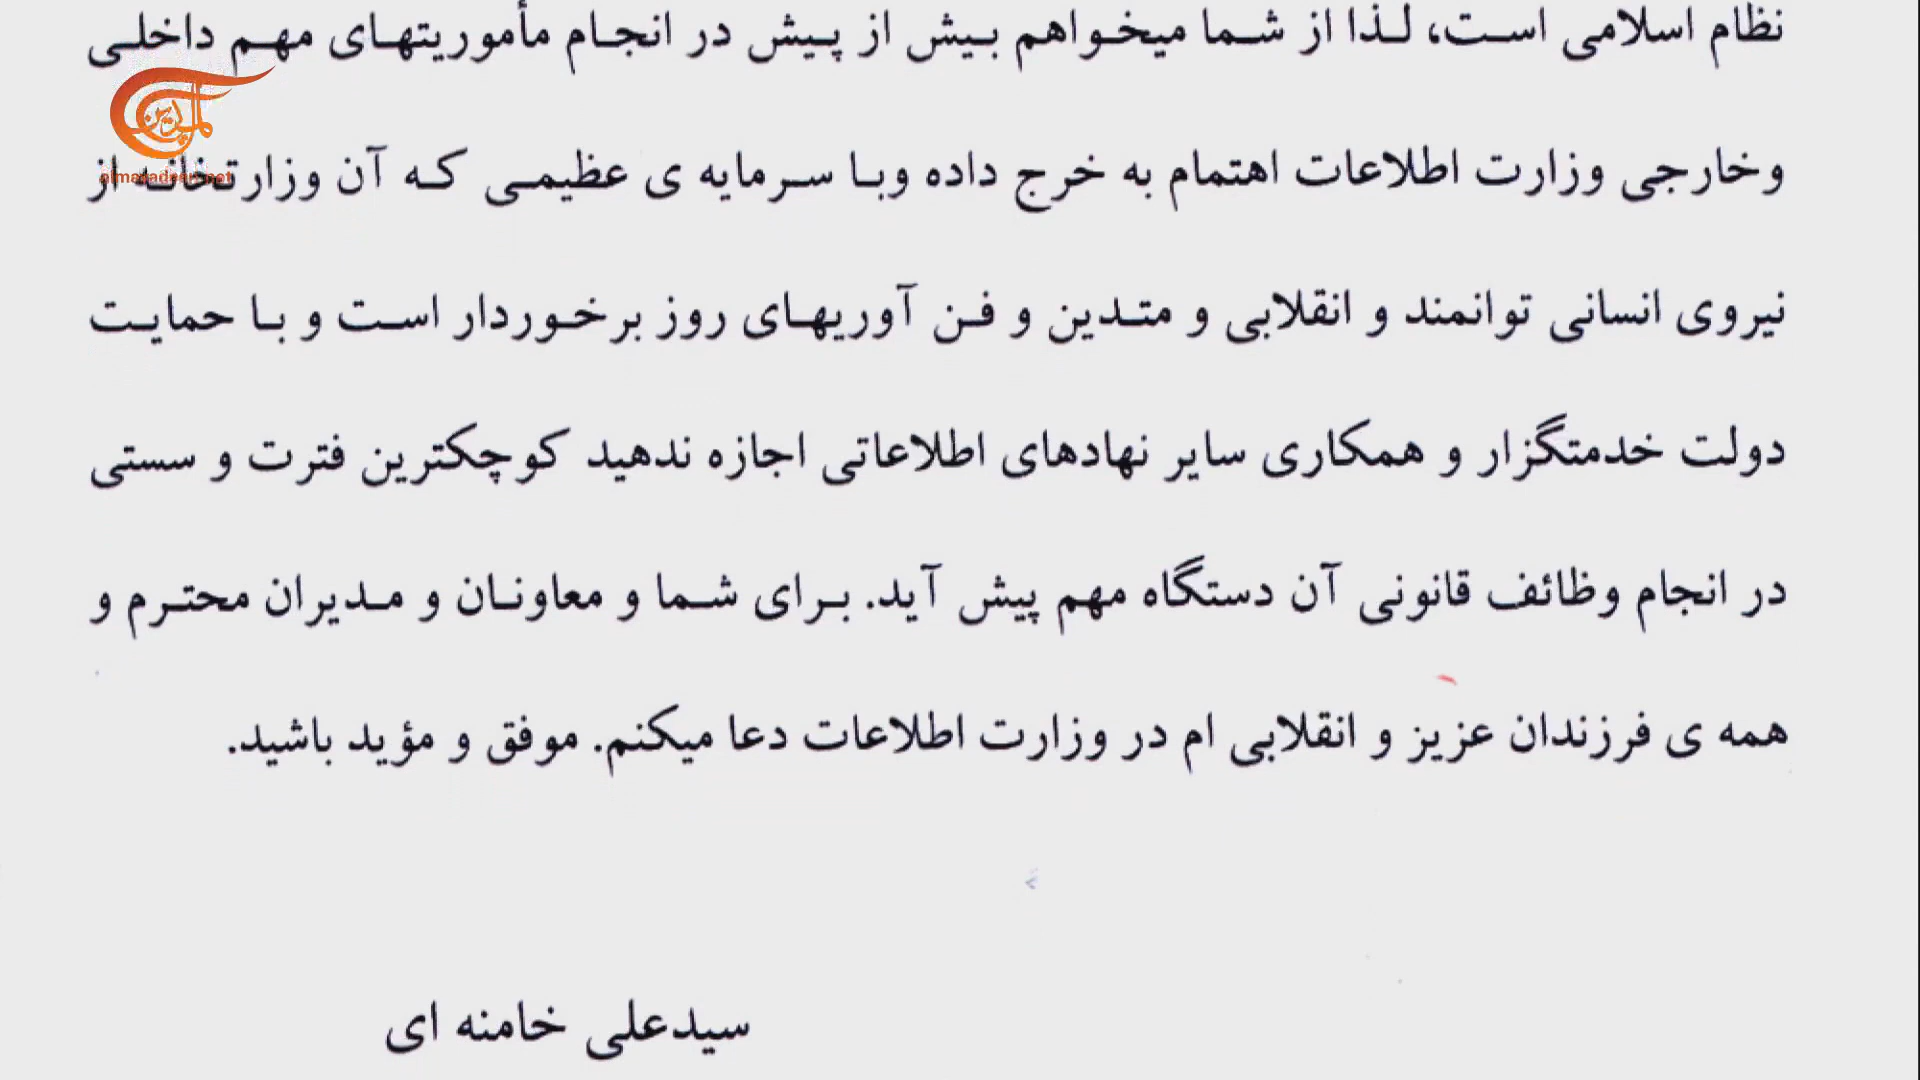 نظام اسلامی است، لذا از شما میخواهم بیش از پیش در انجام مأموریتهای مهم داخلی
المیادین
almayadeen.net
وخارجی وزارت اطلاعات اهتمام به خرج داده وبا سرمایه ی عظیمی که آن وزارتخانه از
نیروی انسانی توانمند و انقلابی و متدین و فن آوریهای روز برخوردار است و با حمایت
دولت خدمتگزار و همکاری سایر نهادهای اطلاعاتی اجازه ندهید کوچکترین فترت و سستی
در انجام وظائف قانونی آن دستگاه مهم پیش آید. برای شما و معاونان و مدیران محترم و
همه ی فرزندان عزیز و انقلابی ام در وزارت اطلاعات دعا میکنم. موفق و مؤید باشید.
سیدعلی خامنه ای